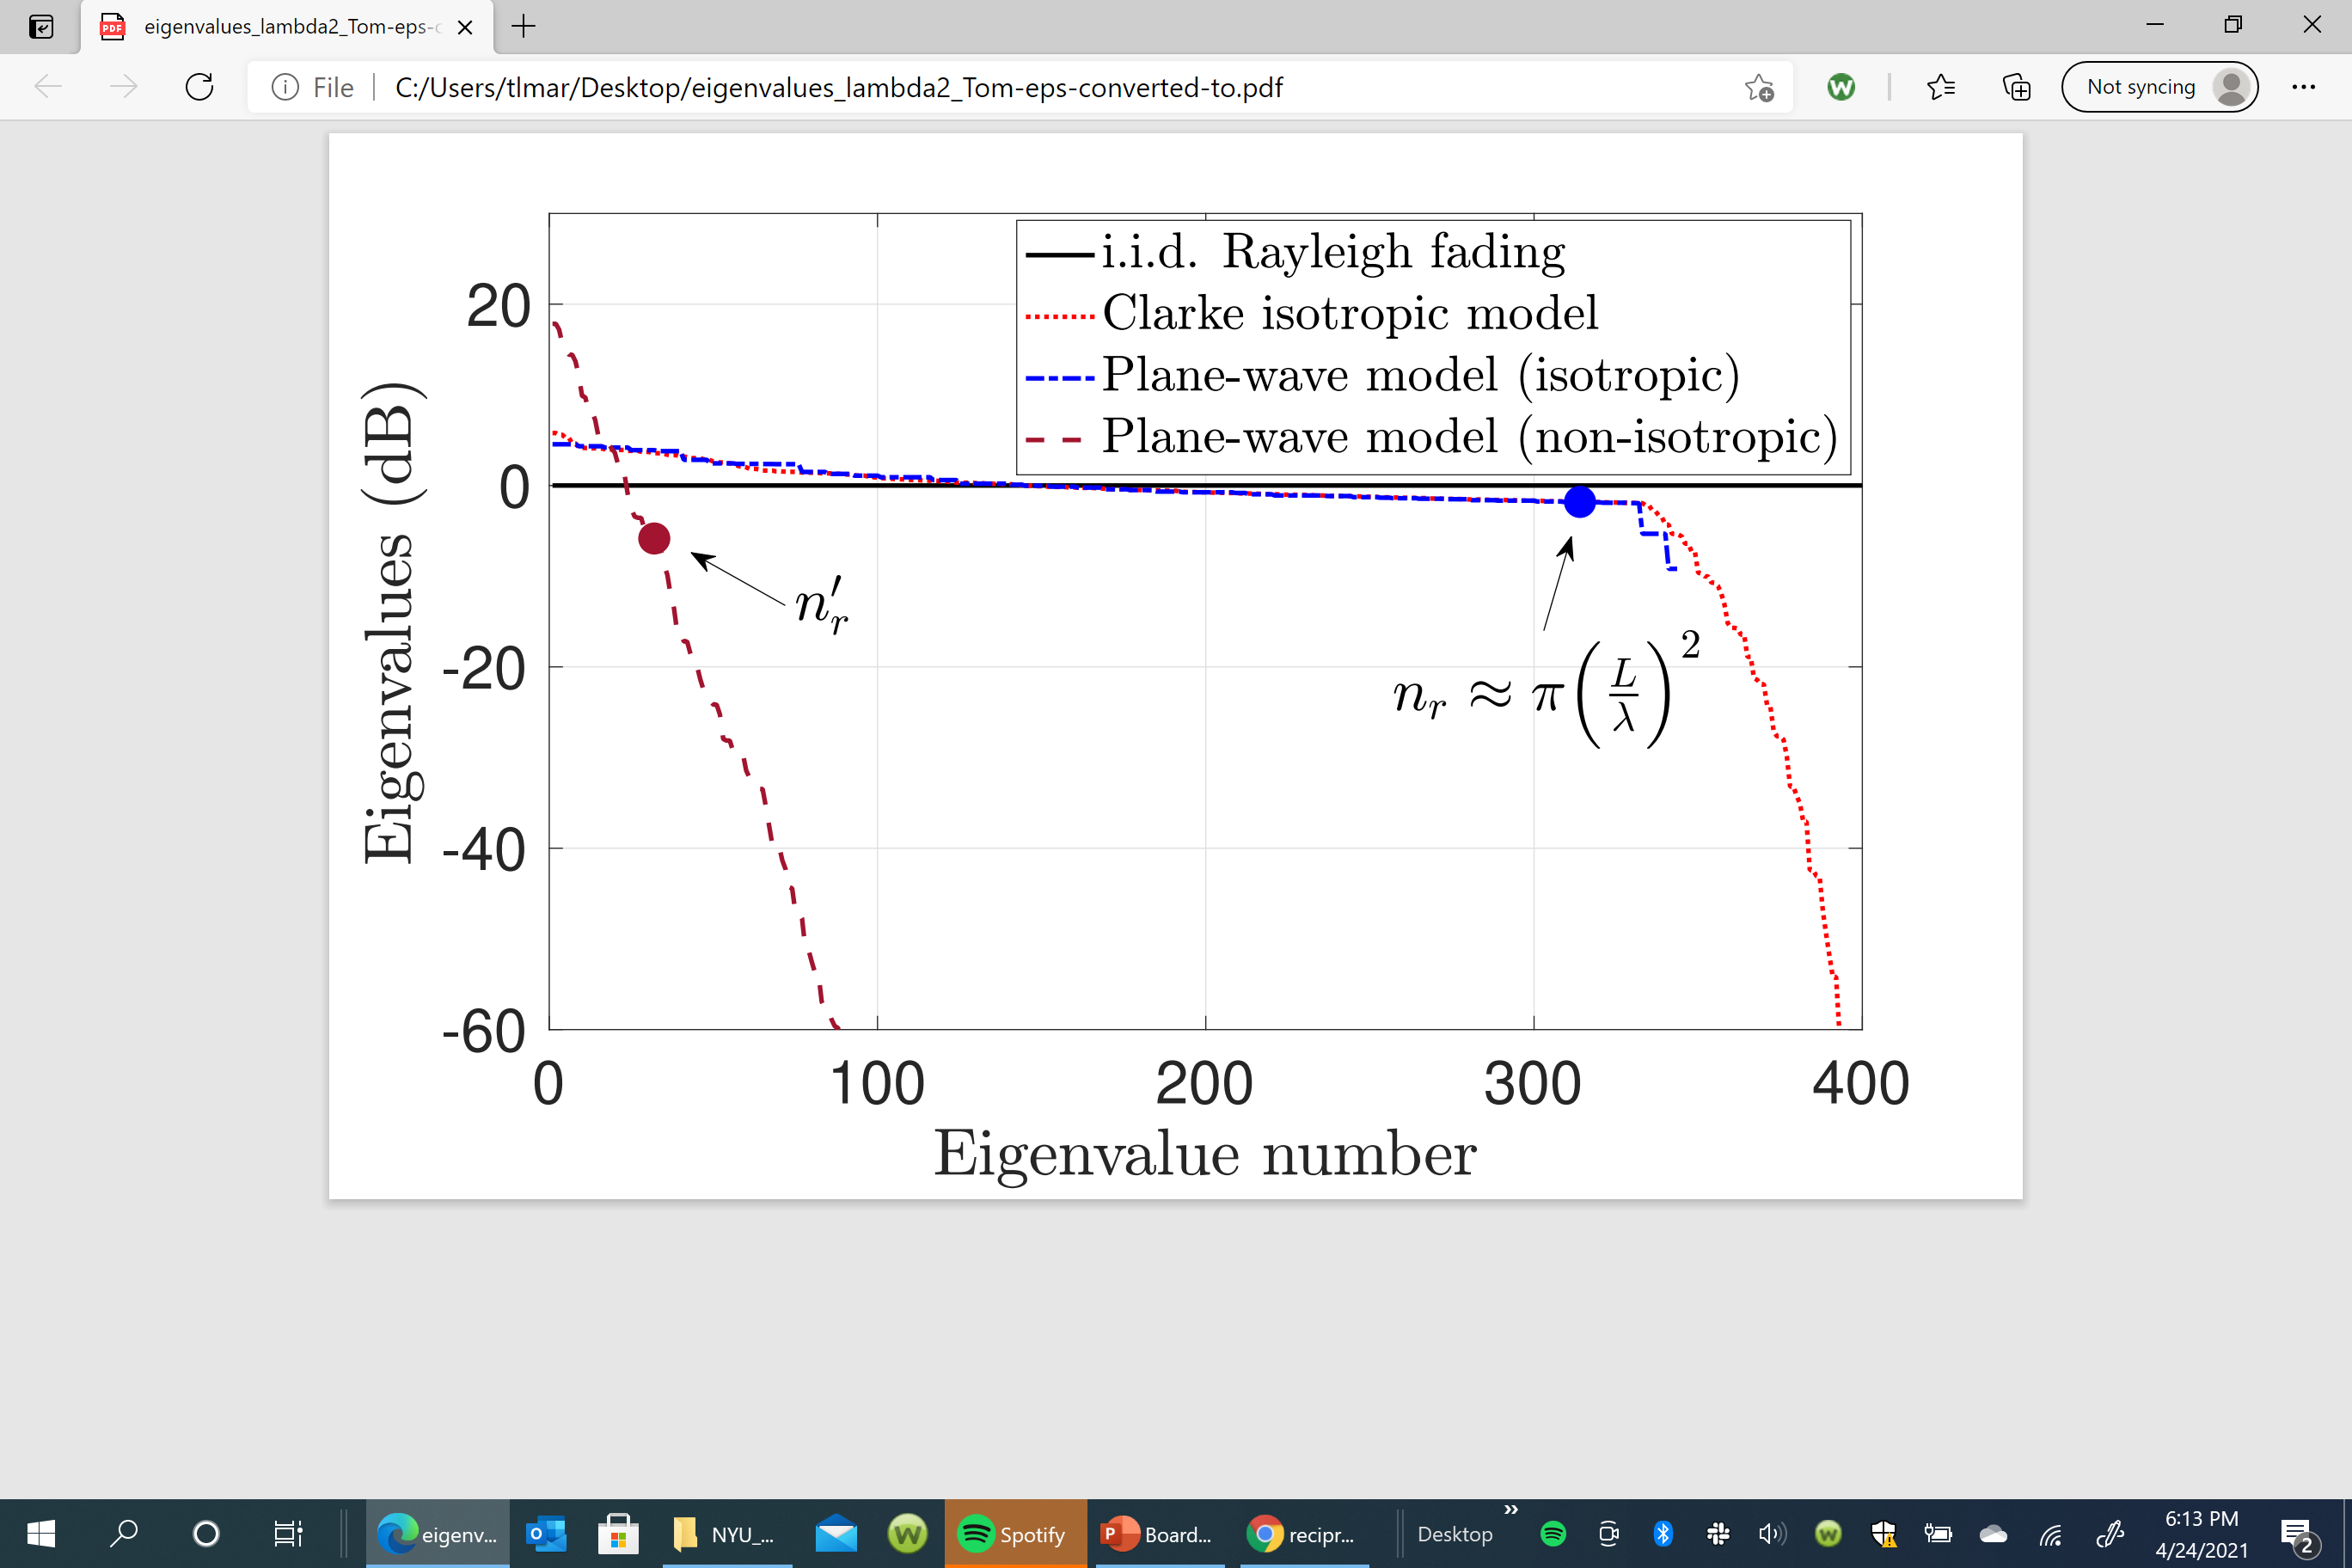 eigenvalues_lambda2_Tom-eps-c
File
C:/Users/tlmar/Desktop/eigenvalues_lambda2_Tom-eps-converted-to.pdf
Not syncing
i.i.d. Rayleigh fading
Clarke isotropic model
Plane-wave model (isotropic)
Plane-wave model (non-isotropic)
20
0
-20
-40
-60
Eigenvalues (dB)
n′r
nr ≈ π(L/λ)²
0 100 200 300 400
Eigenvalue number
eigenv...
NYU_...
Spotify
Board...
recipr...
Desktop
6:13 PM
4/24/2021
2